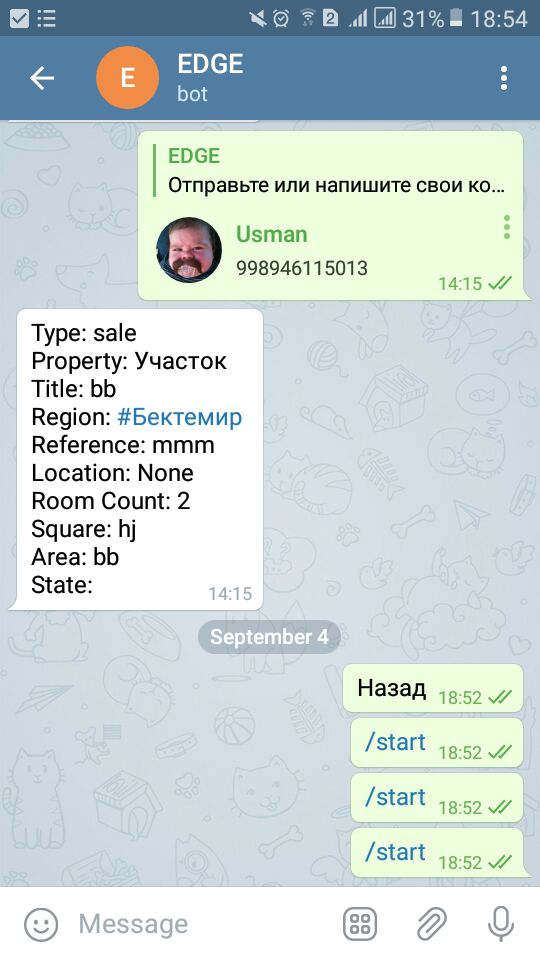 31% 18:54
EDGE
bot
EDGE
Отправьте или напишите свои ко...
Usman
998946115013
14:15
Type: sale
Property: Участок
Title: bb
Region: #Бектемир
Reference: mmm
Location: None
Room Count: 2
Square: hj
Area: bb
State:
14:15
September 4
Назад 18:52
/start 18:52
/start 18:52
/start 18:52
Message